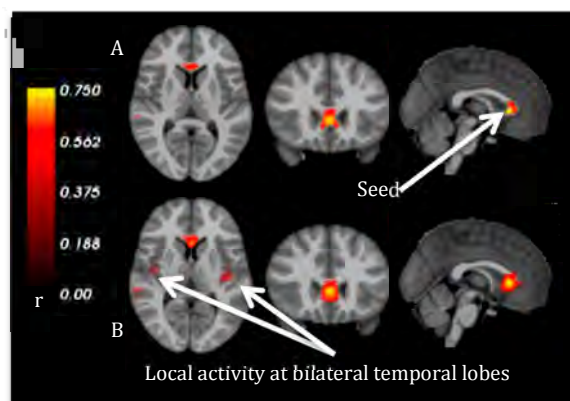 A
0.750
0.562
0.375
0.188
0.00
r
Seed
B
Local activity at bilateral temporal lobes